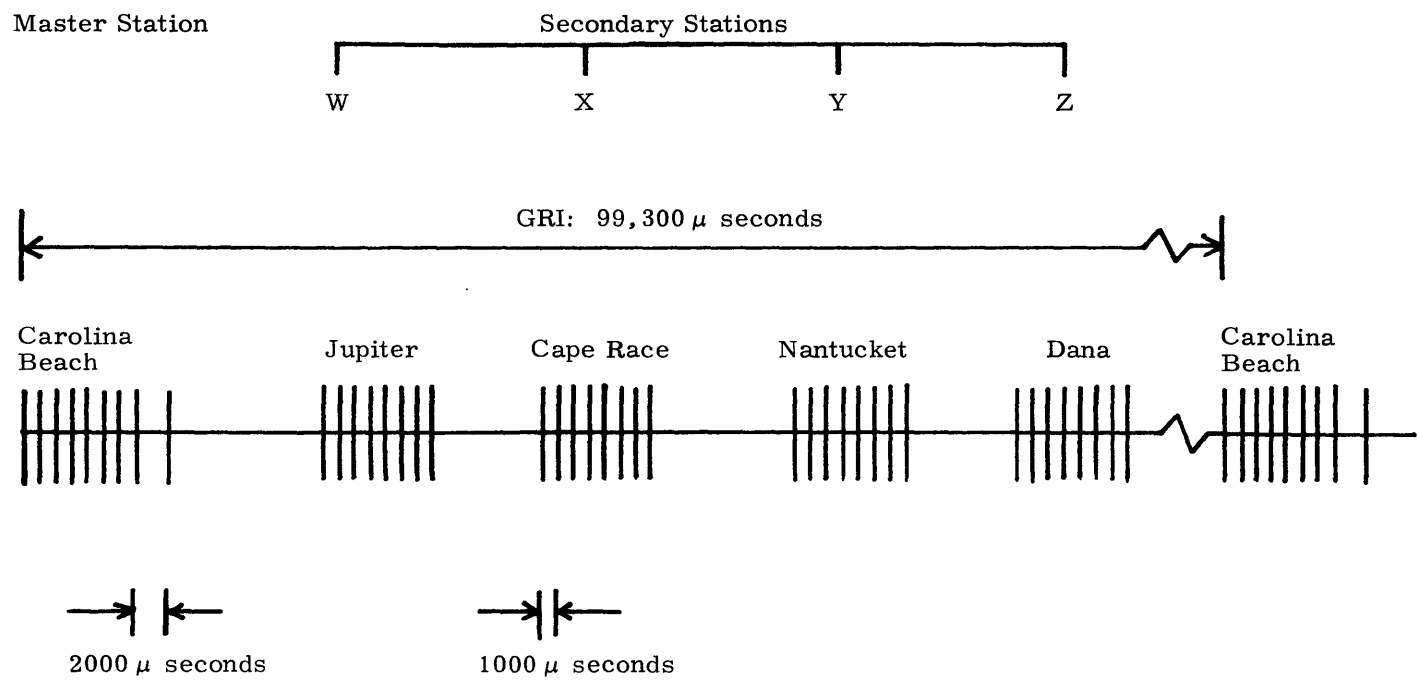 Master Station
Secondary Stations
W X Y Z
GRI: 99,300 μ seconds
Carolina
Beach
Jupiter
Cape Race
Nantucket
Dana
Carolina
Beach
2000 μ seconds
1000 μ seconds